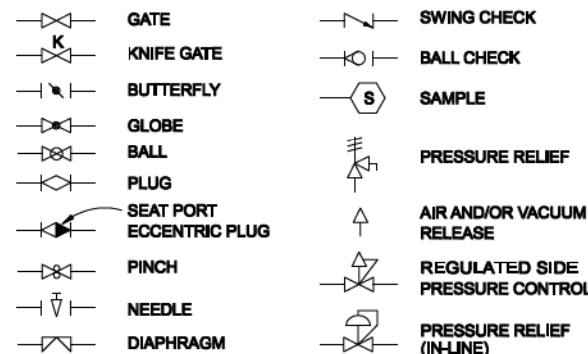 GATE
K
KNIFE GATE
BUTTERFLY
GLOBE
BALL
PLUG
SEAT PORT
ECCENTRIC PLUG
PINCH
NEEDLE
DIAPHRAGM
SWING CHECK
BALL CHECK
S
SAMPLE
PRESSURE RELIEF
AIR AND/OR VACUUM
RELEASE
REGULATED SIDE
PRESSURE CONTROL
PRESSURE RELIEF
(IN-LINE)